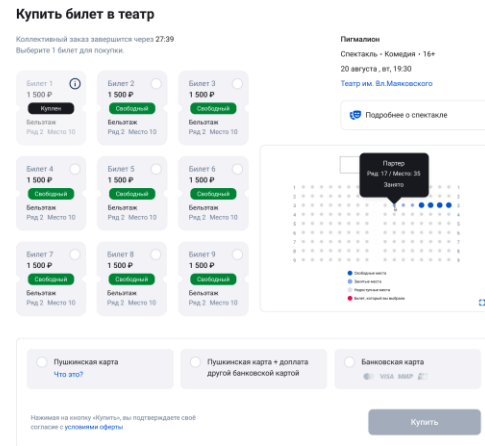 Купить билет в театр
Коллективный заказ завершится через 27:39
Выберите 1 билет для покупки.
Билет 1
1 500 ₽
Куплен
Бельэтаж
Ряд 2 Место 10
Билет 2
1 500 ₽
Свободный
Бельэтаж
Ряд 2 Место 10
Билет 3
1 500 ₽
Свободный
Бельэтаж
Ряд 2 Место 10
Билет 4
1 500 ₽
Свободный
Бельэтаж
Ряд 2 Место 10
Билет 5
1 500 ₽
Свободный
Бельэтаж
Ряд 2 Место 10
Билет 6
1 500 ₽
Свободный
Бельэтаж
Ряд 2 Место 10
Билет 7
1 500 ₽
Свободный
Бельэтаж
Ряд 2 Место 10
Билет 8
1 500 ₽
Свободный
Бельэтаж
Ряд 2 Место 10
Билет 9
1 500 ₽
Свободный
Бельэтаж
Ряд 2 Место 10
Пигмалион
Спектакль • Комедия • 16+
20 августа , вт, 19:30
Театр им. Вл.Маяковского
Подробнее о спектакле
Партер
Ряд: 17 / Место: 35
Занято
Свободные места
Занятые места
Недоступные места
Билет, который вы выбрали
Пушкинская карта
Что это?
Пушкинская карта + доплата
другой банковской картой
Банковская карта
VISA МИР
Нажимая на кнопку «Купить», вы подтверждаете своё
согласие с условиями оферты
Купить